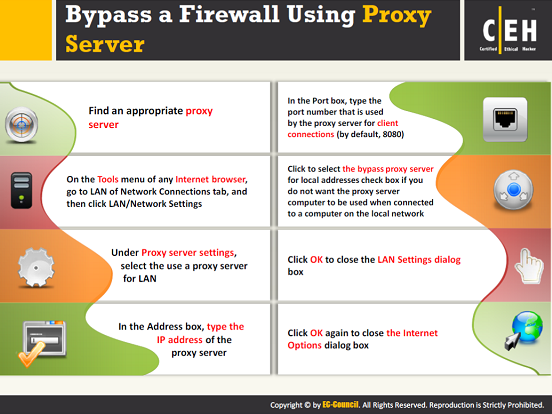 Bypass a Firewall Using Proxy
Server
C|EH
Certified Ethical Hacker
Find an appropriate proxy
server
On the Tools menu of any Internet browser,
go to LAN of Network Connections tab, and
then click LAN/Network Settings
Under Proxy server settings,
select the use a proxy server
for LAN
In the Address box, type the
IP address of the
proxy server
In the Port box, type the
port number that is used
by the proxy server for client
connections (by default, 8080)
Click to select the bypass proxy server
for local addresses check box if you
do not want the proxy server
computer to be used when connected
to a computer on the local network
Click OK to close the LAN Settings dialog
box
Click OK again to close the Internet
Options dialog box
Copyright © by EC-Council. All Rights Reserved. Reproduction is Strictly Prohibited.